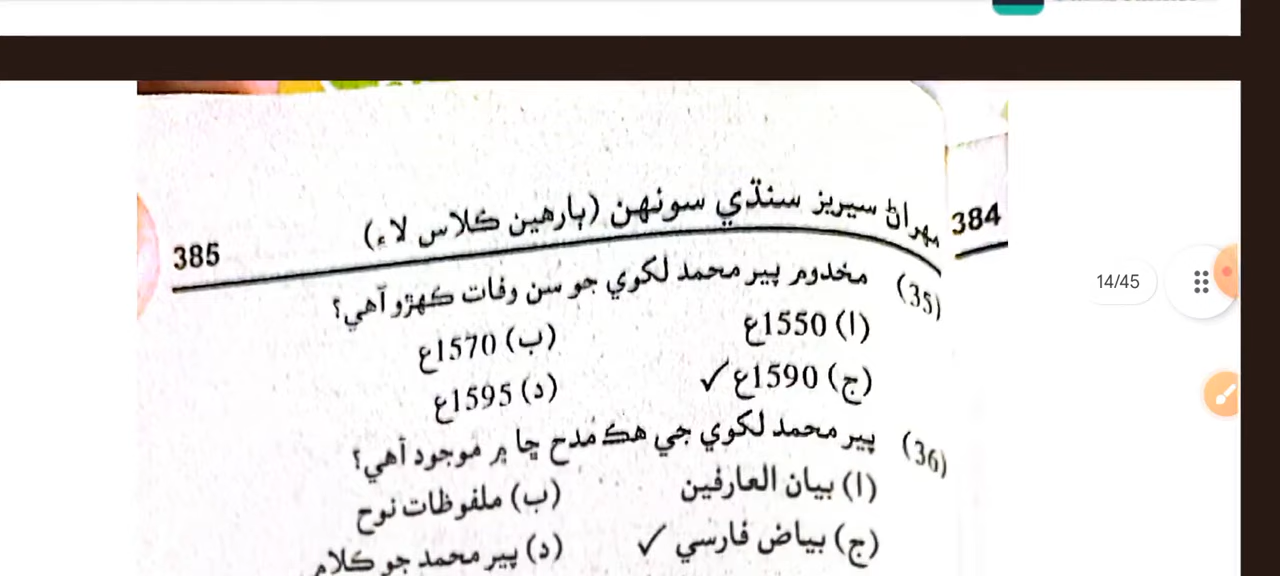 مهراڻ سيريز سنڌي سونهن (ٻارهين ڪلاس لاءِ)
384
385
(35) مخدوم پير محمد لکوي جو سن وفات ڪهڙو آهي؟
(ا) 1550ع (ب) 1570ع
(ج) 1590ع ✓ (د) 1595ع
(36) پير محمد لکوي جي هڪ مدح ڇا ۾ موجود آهي؟
(ا) بيان العارفين (ب) ملفوظات نوح
(ج) بياض فارسي ✓ (د) پير محمد جو ڪلام
14/45